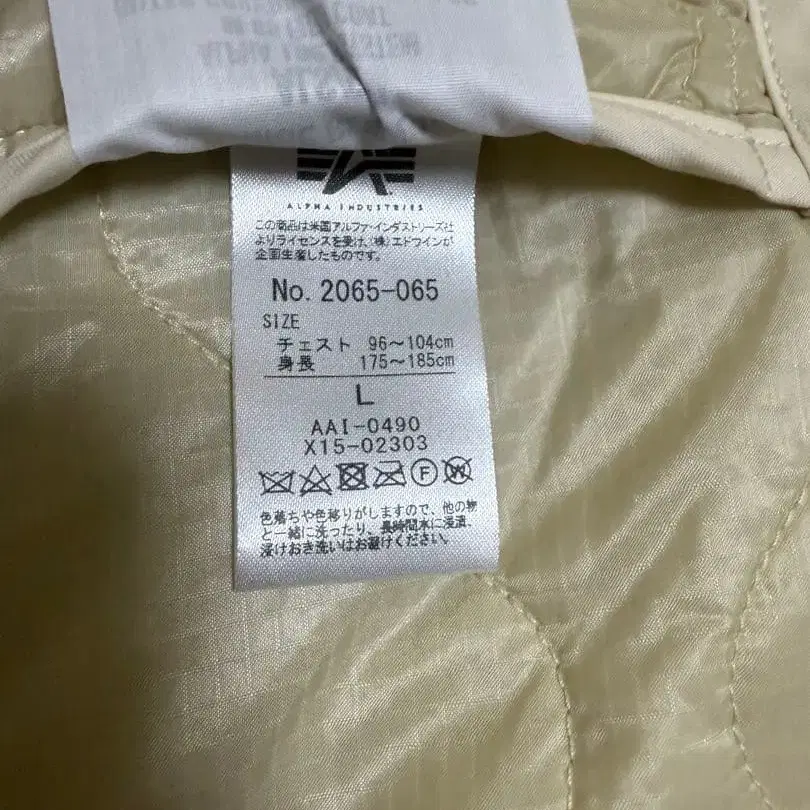 ALPHA INDUSTRIES
この商品は米国アルファ・インダストリーズ社
よりライセンスを受け、(株)エドウインが
企画生産したものです。
No. 2065-065
SIZE
チェスト 96～104cm
身長 175～185cm
L
AAI-0490
X15-02303
F
W
色落ちや色移りがしますので、他の物
と一緒に洗ったり、長時間水に浸漬、
浸けおき洗いはお避けください。